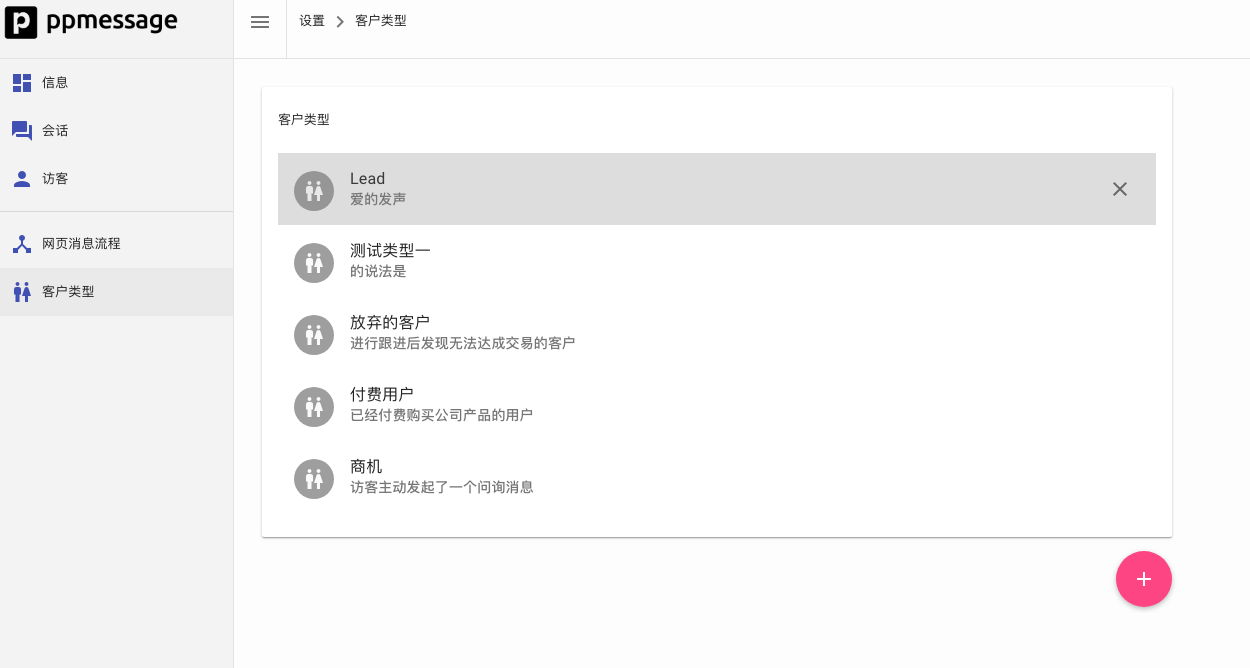 ppmessage
设置 客户类型
信息
会话
访客
网页消息流程
客户类型
客户类型
Lead
爱的发声
测试类型一
的说法是
放弃的客户
进行跟进后发现无法达成交易的客户
付费用户
已经付费购买公司产品的用户
商机
访客主动发起了一个问询消息